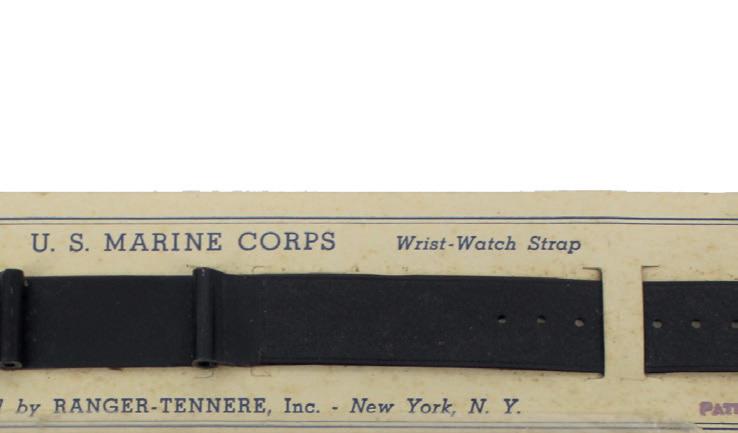 U. S. MARINE CORPS Wrist-Watch Strap
by RANGER-TENNERE, Inc. - New York, N. Y.